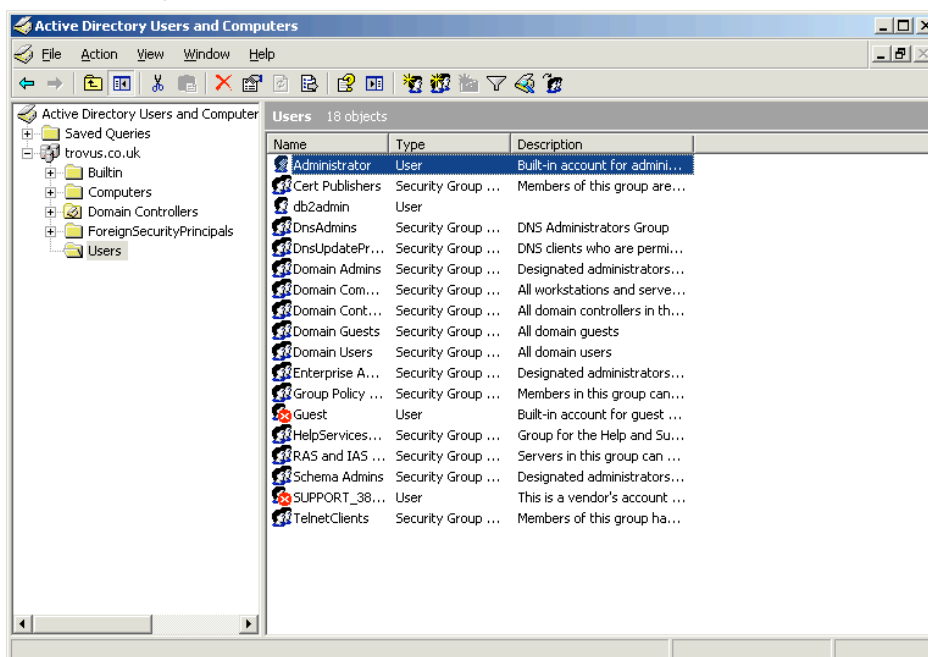 Active Directory Users and Computers
File Action View Window Help
Active Directory Users and Computer
Saved Queries
trovus.co.uk
Builtin
Computers
Domain Controllers
ForeignSecurityPrincipals
Users
Users 18 objects
Name Type Description
Administrator User Built-in account for admini...
Cert Publishers Security Group ... Members of this group are...
db2admin User
DnsAdmins Security Group ... DNS Administrators Group
DnsUpdatePr... Security Group ... DNS clients who are permi...
Domain Admins Security Group ... Designated administrators...
Domain Com... Security Group ... All workstations and serve...
Domain Cont... Security Group ... All domain controllers in th...
Domain Guests Security Group ... All domain guests
Domain Users Security Group ... All domain users
Enterprise A... Security Group ... Designated administrators...
Group Policy ... Security Group ... Members in this group can...
Guest User Built-in account for guest ...
HelpServices... Security Group ... Group for the Help and Su...
RAS and IAS ... Security Group ... Servers in this group can ...
Schema Admins Security Group ... Designated administrators...
SUPPORT_38... User This is a vendor's account ...
TelnetClients Security Group ... Members of this group ha...